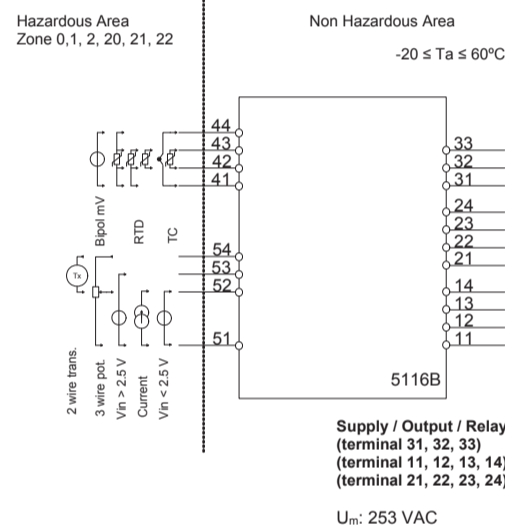 Hazardous Area
Zone 0,1, 2, 20, 21, 22
Non Hazardous Area
-20 ≤ Ta ≤ 60ºC
44
43
42
41
54
53
52
51
33
32
31
24
23
22
21
14
13
12
11
Bipol mV
RTD
TC
Tx
2 wire trans.
3 wire pot.
Vin > 2.5 V
Current
Vin < 2.5 V
5116B
Supply / Output / Relay
(terminal 31, 32, 33)
(terminal 11, 12, 13, 14)
(terminal 21, 22, 23, 24)
Um: 253 VAC